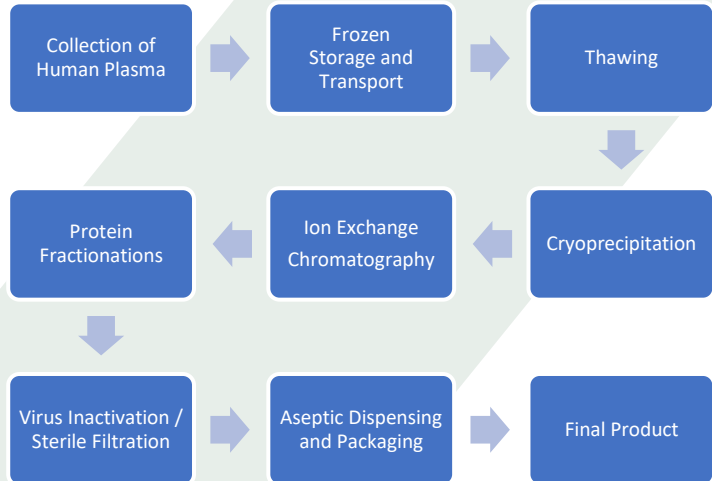 Collection of
Human Plasma
Frozen
Storage and
Transport
Thawing
Cryoprecipitation
Ion Exchange
Chromatography
Protein
Fractionations
Virus Inactivation /
Sterile Filtration
Aseptic Dispensing
and Packaging
Final Product